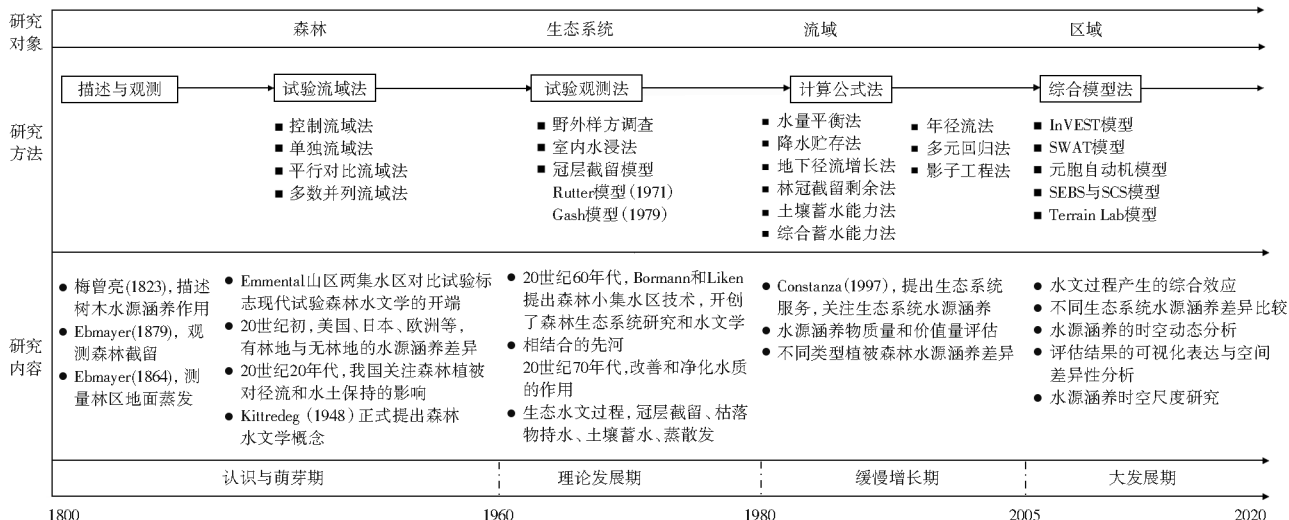 研究
对象
森林
生态系统
流域
区域
研究
方法
描述与观测
试验流域法
控制流域法
单独流域法
平行对比流域法
多数并列流域法
试验观测法
野外样方调查
室内水浸法
冠层截留模型
Rutter模型(1971)
Gash模型(1979)
计算公式法
水量平衡法
降水贮存法
地下径流增长法
林冠截留剩余法
土壤蓄水能力法
综合蓄水能力法
年径流法
多元回归法
影子工程法
综合模型法
InVEST模型
SWAT模型
元胞自动机模型
SEBS与SCS模型
Terrain Lab模型
研究
内容
梅曾亮(1823), 描述
树木水源涵养作用
Ebmayer(1879), 观
测森林截留
Ebmayer(1864), 测
量林区地面蒸发
Emmental山区两集水区对比试验标
志现代试验森林水文学的开端
20世纪初, 美国、日本、欧洲等,
有林地与无林地的水源涵养差异
20世纪20年代, 我国关注森林植被
对径流和水土保持的影响
Kittredeg (1948) 正式提出森林
水文学概念
20世纪60年代, Bormann和Liken
提出森林小集水区技术, 开创
了森林生态系统研究和水文学
相结合的先河
20世纪70年代, 改善和净化水质
的作用
生态水文过程, 冠层截留、枯落
物持水、土壤蓄水、蒸散发
Constanza(1997), 提出生态系统
服务, 关注生态系统水源涵养
水源涵养物质量和价值量评估
不同类型植被森林水源涵养差异
水文过程产生的综合效应
不同生态系统水源涵养差异比较
水源涵养的时空动态分析
评估结果的可视化表达与空间
差异性分析
水源涵养时空尺度研究
认识与萌芽期
理论发展期
缓慢增长期
大发展期
1800
1960
1980
2005
2020